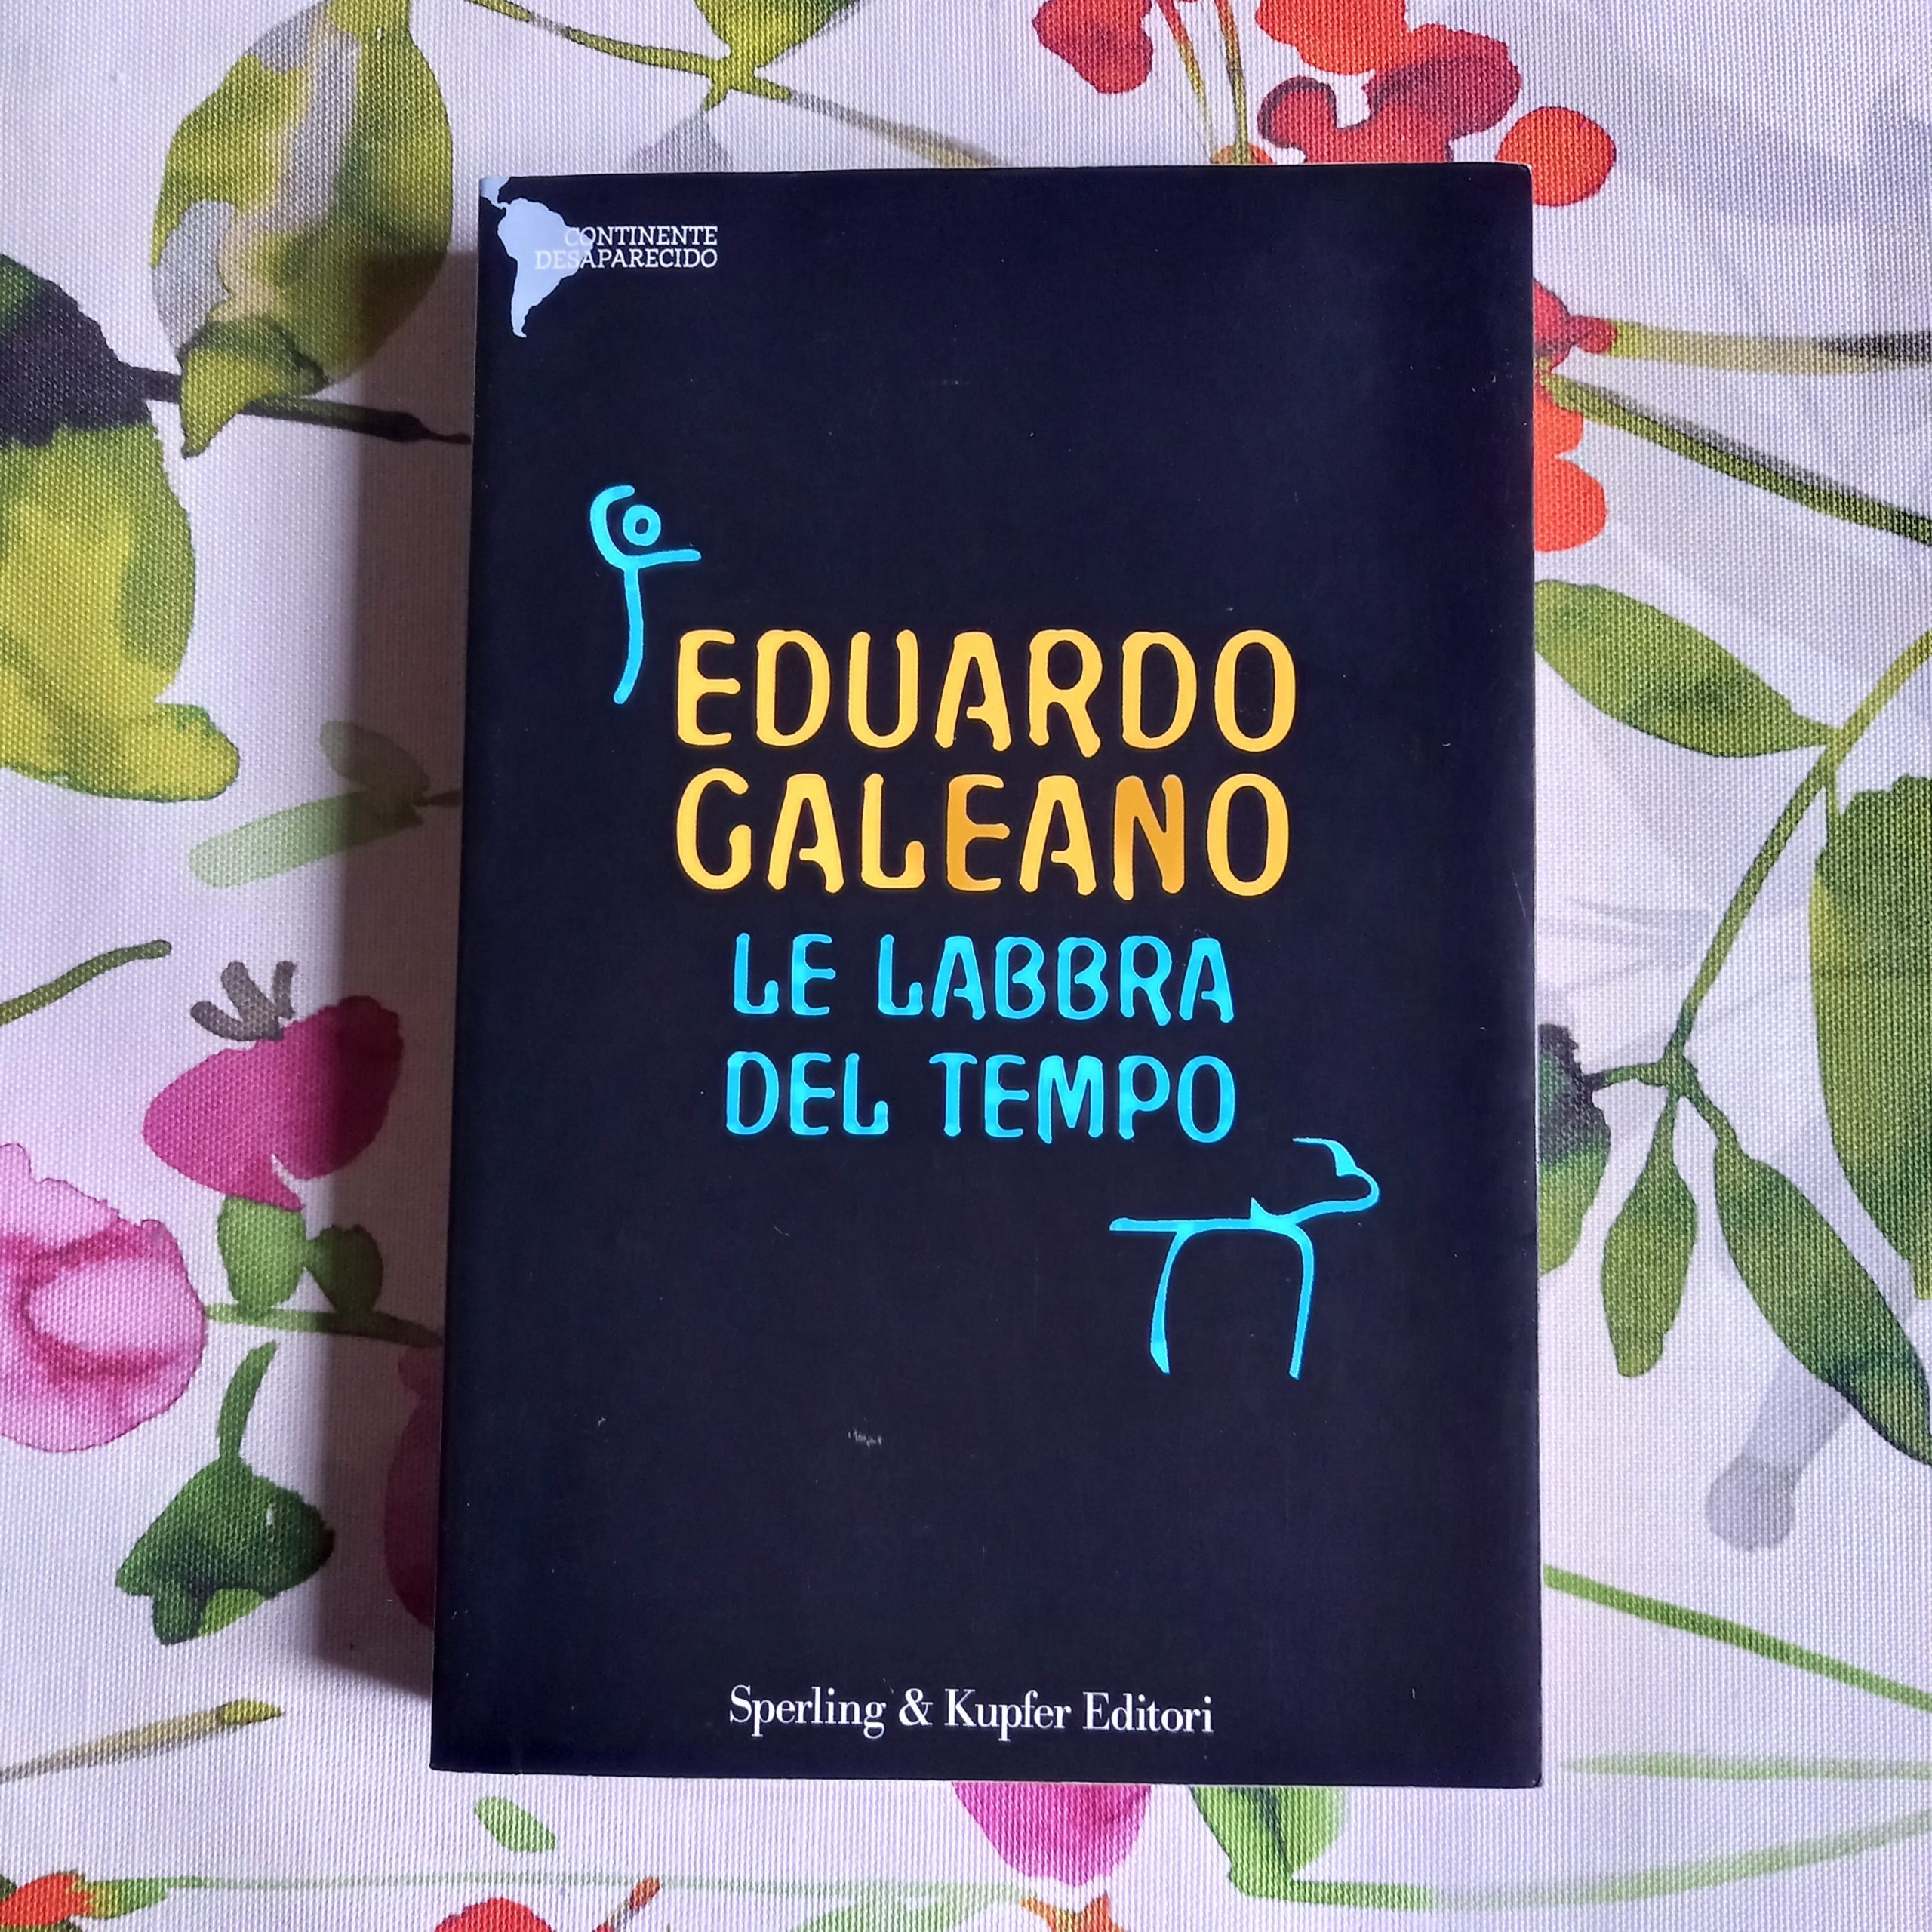 CONTINENTE
DESAPARECIDO
EDUARDO
GALEANO
LE LABBRA
DEL TEMPO
Sperling & Kupfer Editori